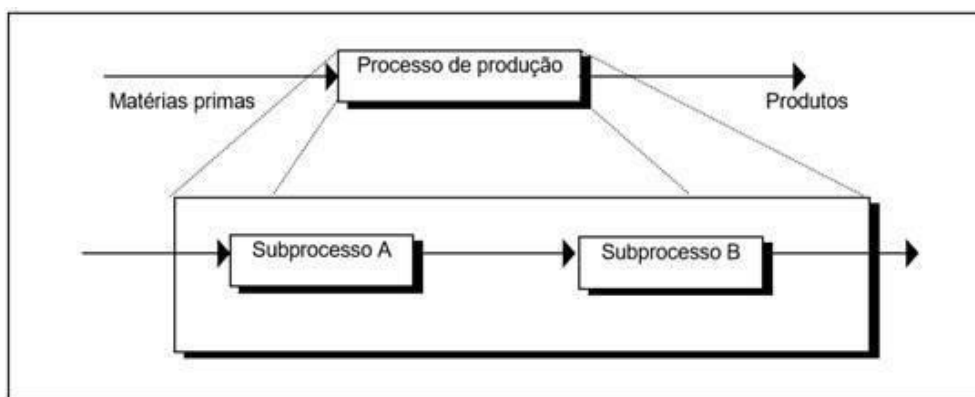 Processo de produção
Matérias primas
Produtos
Subprocesso A
Subprocesso B